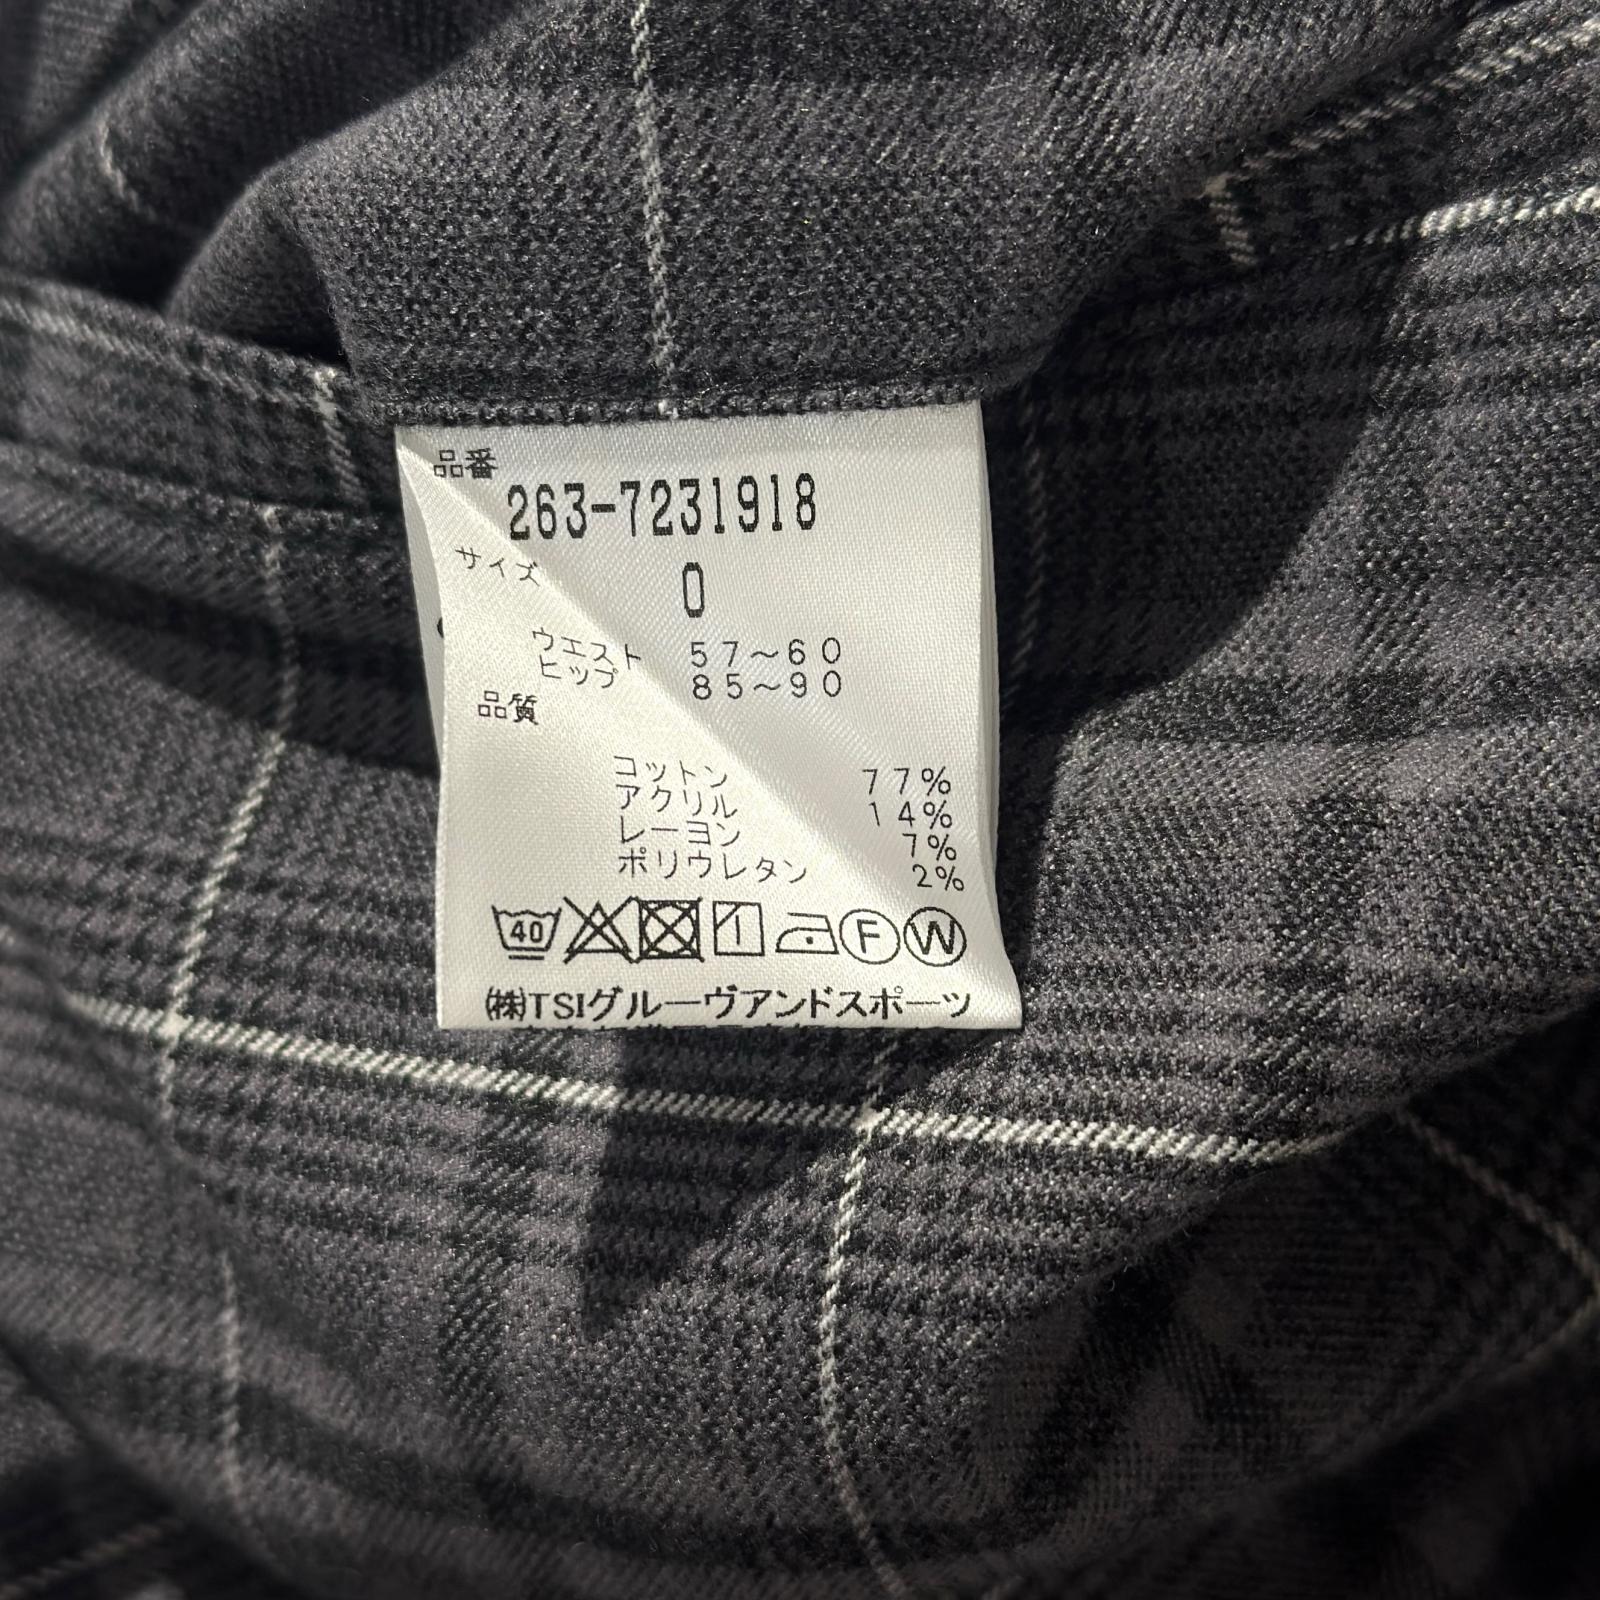 品番
263-7231918
サイズ
0
ウエスト 57～60
ヒップ 85～90
品質
コットン 77%
アクリル 14%
レーヨン 7%
ポリウレタン 2%
40 F W
㈱TSIグルーヴアンドスポーツ